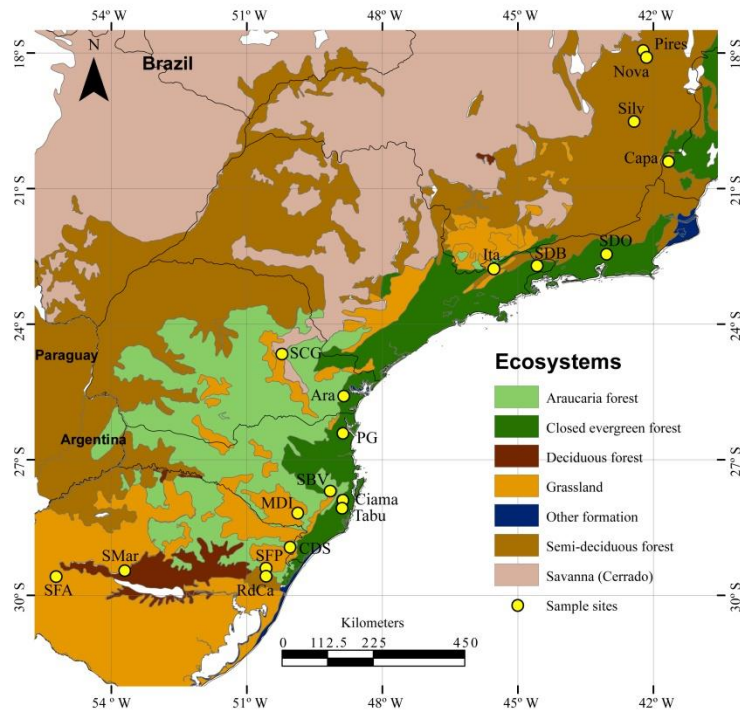 54° W
51° W
48° W
45° W
42° W
18° S
18° S
N
Brazil
Pires
Nova
Silv
Capa
21° S
21° S
Ita
SDB
SDO
24° S
24° S
Paraguay
SCG
Ara
Argentina
PG
27° S
27° S
SBV
Ciama
Tabu
MDI
CDS
SMar
SFP
SFA
RdCa
30° S
30° S
Ecosystems
Araucaria forest
Closed evergreen forest
Deciduous forest
Grassland
Other formation
Semi-deciduous forest
Savanna (Cerrado)
Sample sites
Kilometers
0 112.5 225 450
54 ° W
51° W
48° W
45° W
42° W